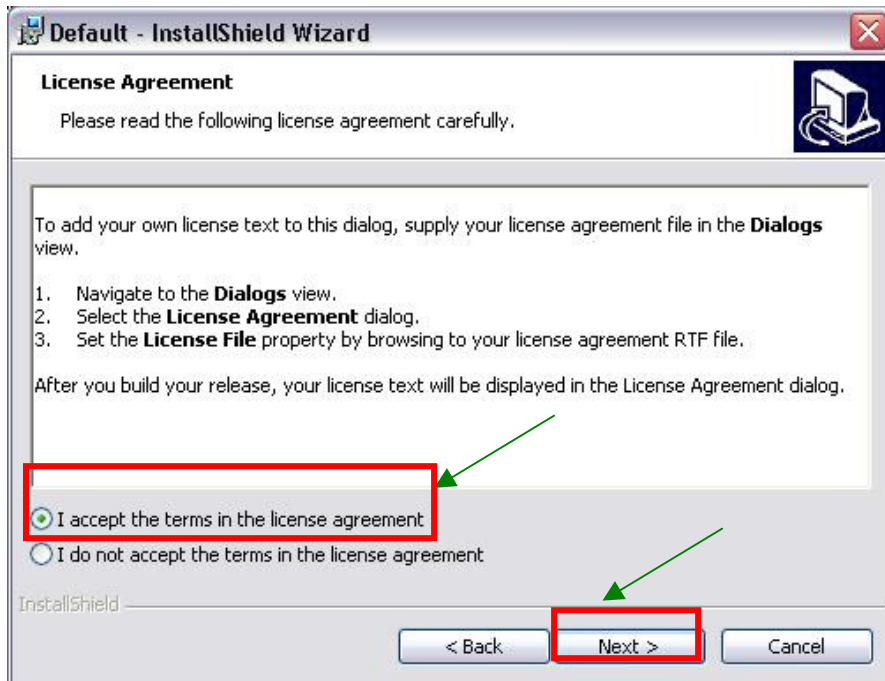 Default - InstallShield Wizard
License Agreement
Please read the following license agreement carefully.
To add your own license text to this dialog, supply your license agreement file in the Dialogs
view.
1. Navigate to the Dialogs view.
2. Select the License Agreement dialog.
3. Set the License File property by browsing to your license agreement RTF file.
After you build your release, your license text will be displayed in the License Agreement dialog.
I accept the terms in the license agreement
I do not accept the terms in the license agreement
InstallShield
< Back Next > Cancel